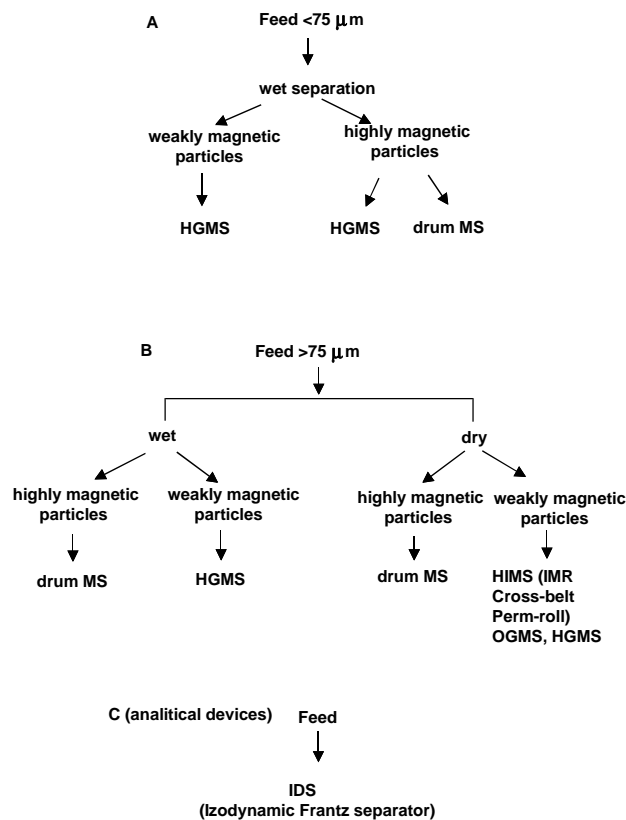 A
Feed <75 μm
wet separation
weakly magnetic
particles
highly magnetic
particles
HGMS
HGMS
drum MS
B
Feed >75 μm
wet
dry
highly magnetic
particles
weakly magnetic
particles
highly magnetic
particles
weakly magnetic
particles
drum MS
HGMS
drum MS
HIMS (IMR
Cross-belt
Perm-roll)
OGMS, HGMS
C (analitical devices)
Feed
IDS
(Izodynamic Frantz separator)